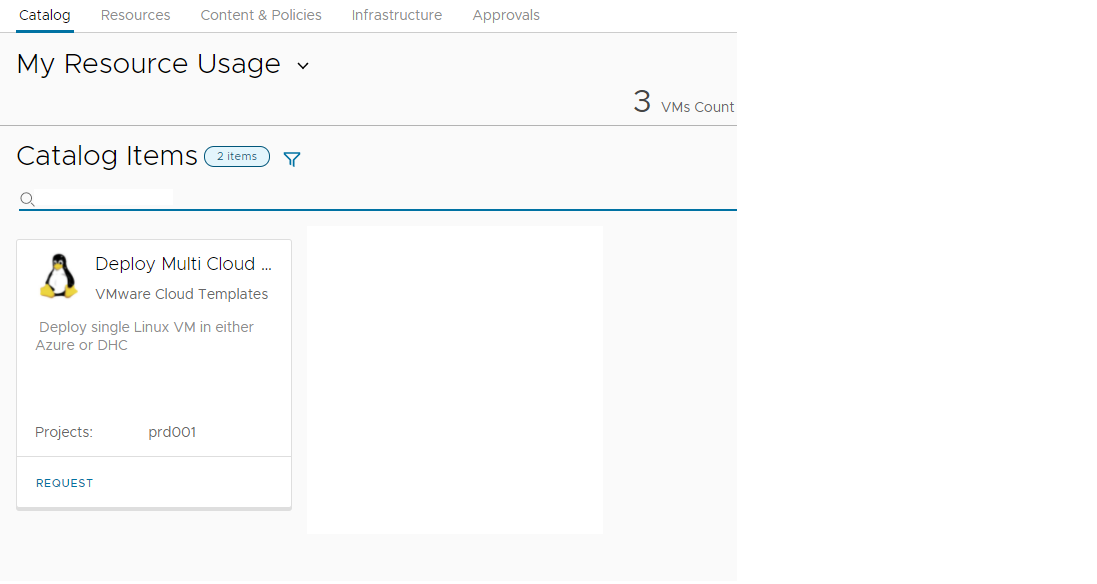 Catalog Resources Content & Policies Infrastructure Approvals
My Resource Usage
3 VMs Count
Catalog Items 2 items
Deploy Multi Cloud ...
VMware Cloud Templates
Deploy single Linux VM in either
Azure or DHC
Projects: prd001
REQUEST